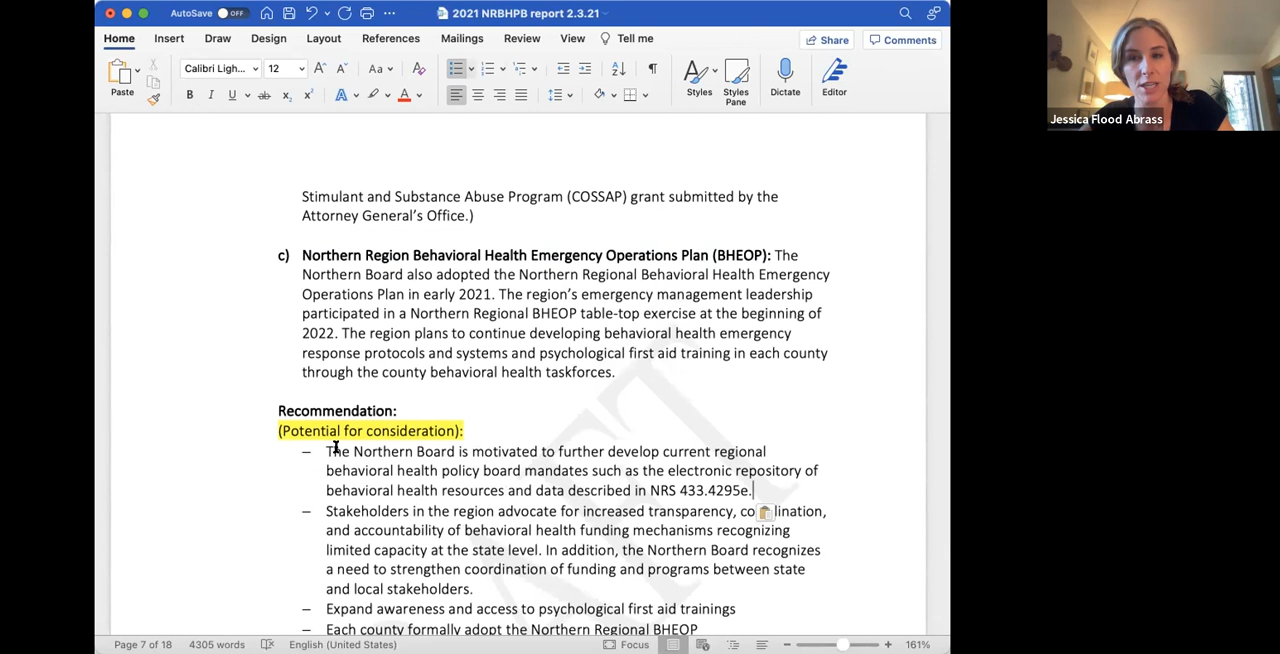 AutoSave OFF
2021 NRBHPB report 2.3.21
Home Insert Draw Design Layout References Mailings Review View Tell me Share Comments
Paste Calibri Ligh... 12 Styles Styles Pane Dictate Editor
Jessica Flood Abrass
Stimulant and Substance Abuse Program (COSSAP) grant submitted by the
Attorney General's Office.)
c) Northern Region Behavioral Health Emergency Operations Plan (BHEOP): The
Northern Board also adopted the Northern Regional Behavioral Health Emergency
Operations Plan in early 2021. The region's emergency management leadership
participated in a Northern Regional BHEOP table-top exercise at the beginning of
2022. The region plans to continue developing behavioral health emergency
response protocols and systems and psychological first aid training in each county
through the county behavioral health taskforces.
Recommendation:
(Potential for consideration):
– The Northern Board is motivated to further develop current regional
behavioral health policy board mandates such as the electronic repository of
behavioral health resources and data described in NRS 433.4295e.
– Stakeholders in the region advocate for increased transparency,
and accountability of behavioral health funding mechanisms recognizing
limited capacity at the state level. In addition, the Northern Board recognizes
a need to strengthen coordination of funding and programs between state
and local stakeholders.
– Expand awareness and access to psychological first aid trainings
– Each county formally adopt the Northern Regional BHEOP
Page 7 of 18 4305 words English (United States) Focus 161%